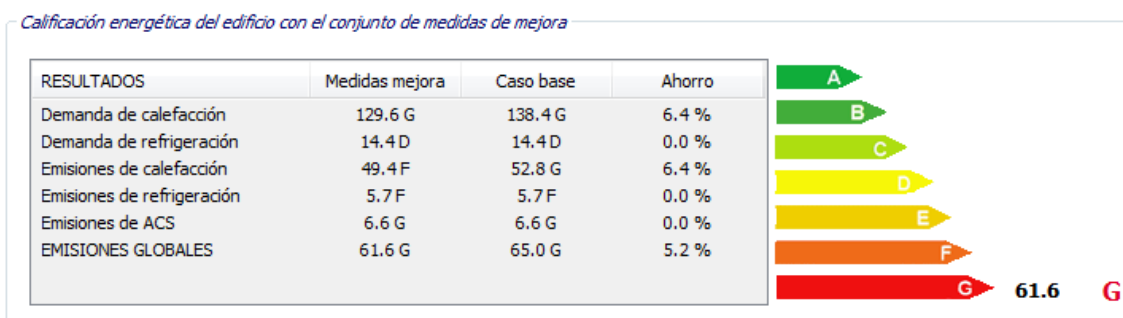 Calificación energética del edificio con el conjunto de medidas de mejora
RESULTADOS Medidas mejora Caso base Ahorro
Demanda de calefacción 129.6 G 138.4 G 6.4 %
Demanda de refrigeración 14.4 D 14.4 D 0.0 %
Emisiones de calefacción 49.4 F 52.8 G 6.4 %
Emisiones de refrigeración 5.7 F 5.7 F 0.0 %
Emisiones de ACS 6.6 G 6.6 G 0.0 %
EMISIONES GLOBALES 61.6 G 65.0 G 5.2 %
A
B
C
D
E
F
G 61.6 G